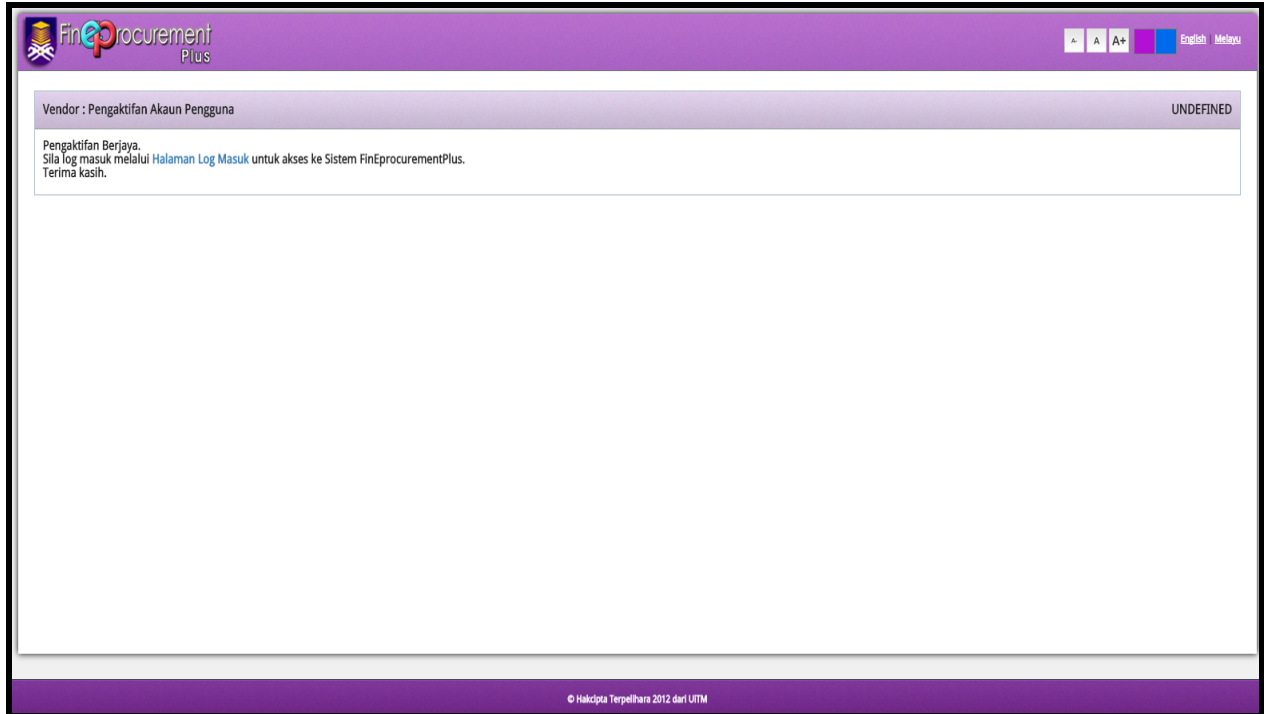 FineProcurement
Plus
A- A A+ English | Melayu
Vendor : Pengaktifan Akaun Pengguna UNDEFINED
Pengaktifan Berjaya.
Sila log masuk melalui Halaman Log Masuk untuk akses ke Sistem FinEprocurementPlus.
Terima kasih.
© Hakcipta Terpelihara 2012 dari UiTM